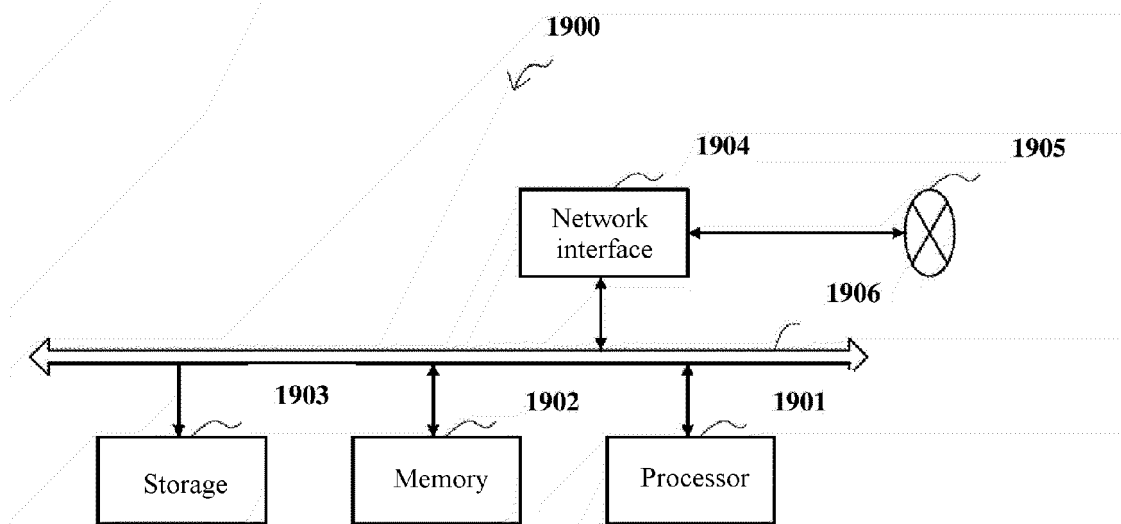 1900
1904
1905
Network
interface
1906
1903
1902
1901
Storage
Memory
Processor